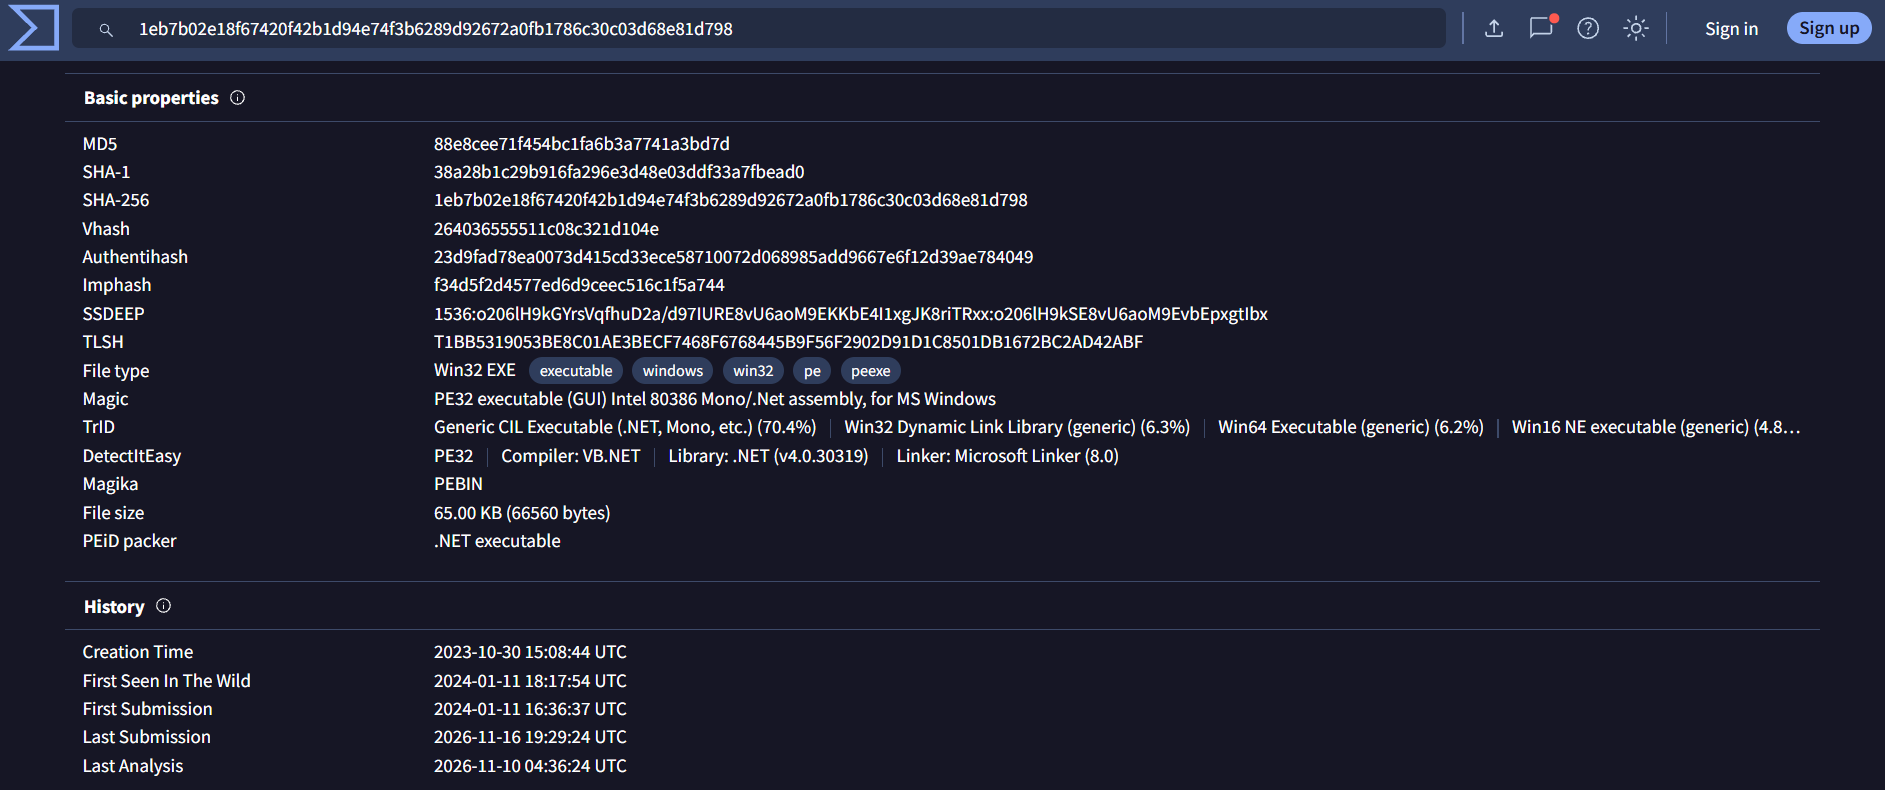 1eb7b02e18f67420f42b1d94e74f3b6289d92672a0fb1786c30c03d68e81d798 Sign in Sign up
Basic properties
MD5 88e8cee71f454bc1fa6b3a7741a3bd7d
SHA-1 38a28b1c29b916fa296e3d48e03ddf33a7fbead0
SHA-256 1eb7b02e18f67420f42b1d94e74f3b6289d92672a0fb1786c30c03d68e81d798
Vhash 264036555511c08c321d104e
Authentihash 23d9fad78ea0073d415cd33ece58710072d068985add9667e6f12d39ae784049
Imphash f34d5f2d4577ed6d9ceec516c1f5a744
SSDEEP 1536:o206lH9kGYrsVqfhuD2a/d97IURE8vU6aoM9EKKbE4I1xgJK8riTRxx:o206lH9kSE8vU6aoM9EvbEpxgtIbx
TLSH T1BB5319053BE8C01AE3BECF7468F6768445B9F56F2902D91D1C8501DB1672BC2AD42ABF
File type Win32 EXE executable windows win32 pe peexe
Magic PE32 executable (GUI) Intel 80386 Mono/.Net assembly, for MS Windows
TrID Generic CIL Executable (.NET, Mono, etc.) (70.4%) Win32 Dynamic Link Library (generic) (6.3%) Win64 Executable (generic) (6.2%) Win16 NE executable (generic) (4.8…
DetectItEasy PE32 Compiler: VB.NET Library: .NET (v4.0.30319) Linker: Microsoft Linker (8.0)
Magika PEBIN
File size 65.00 KB (66560 bytes)
PEiD packer .NET executable
History
Creation Time 2023-10-30 15:08:44 UTC
First Seen In The Wild 2024-01-11 18:17:54 UTC
First Submission 2024-01-11 16:36:37 UTC
Last Submission 2026-11-16 19:29:24 UTC
Last Analysis 2026-11-10 04:36:24 UTC